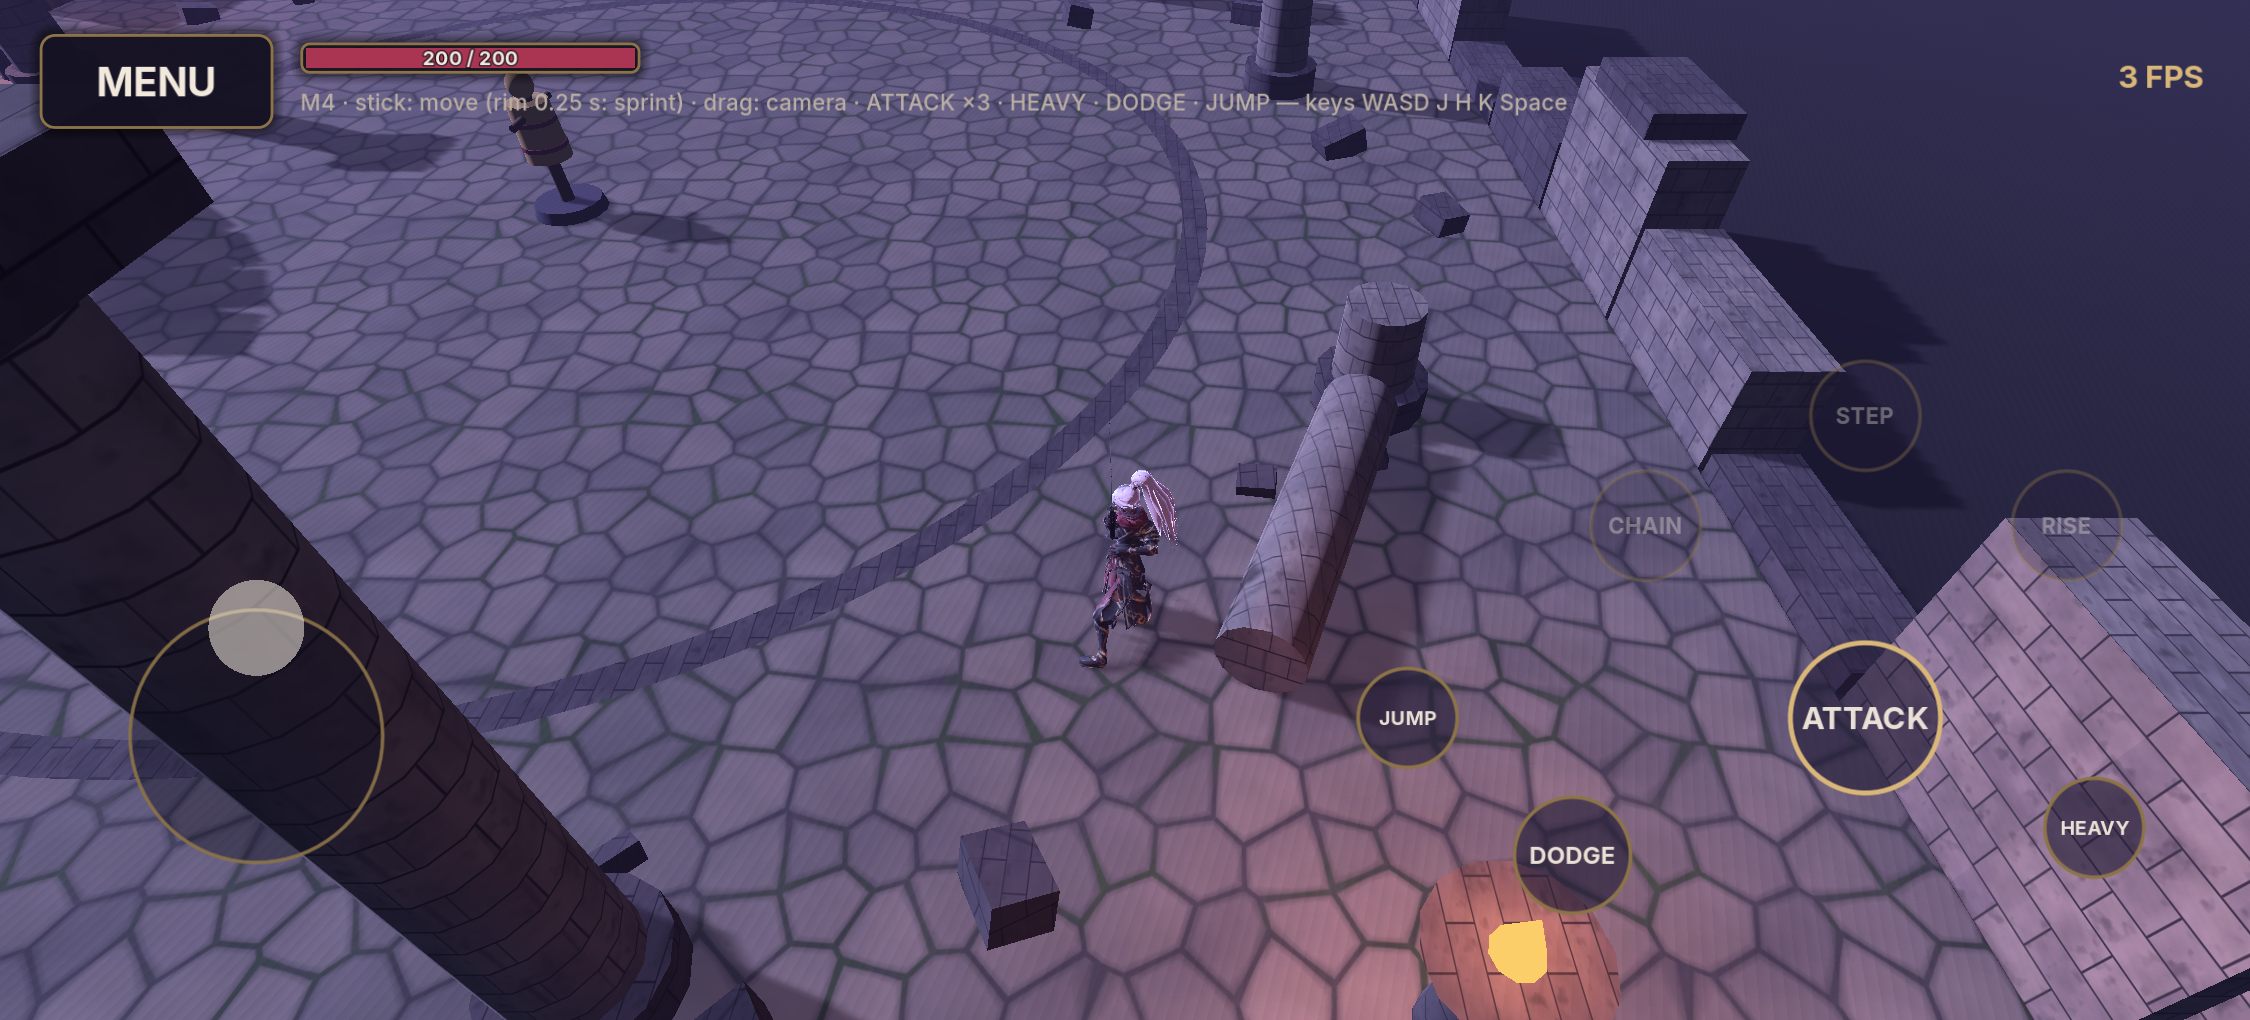 MENU
200 / 200
3 FPS
M4 · stick: move (rim 0.25 s: sprint) · drag: camera · ATTACK ×3 · HEAVY · DODGE · JUMP — keys WASD J H K Space
STEP
CHAIN
RISE
JUMP
ATTACK
HEAVY
DODGE